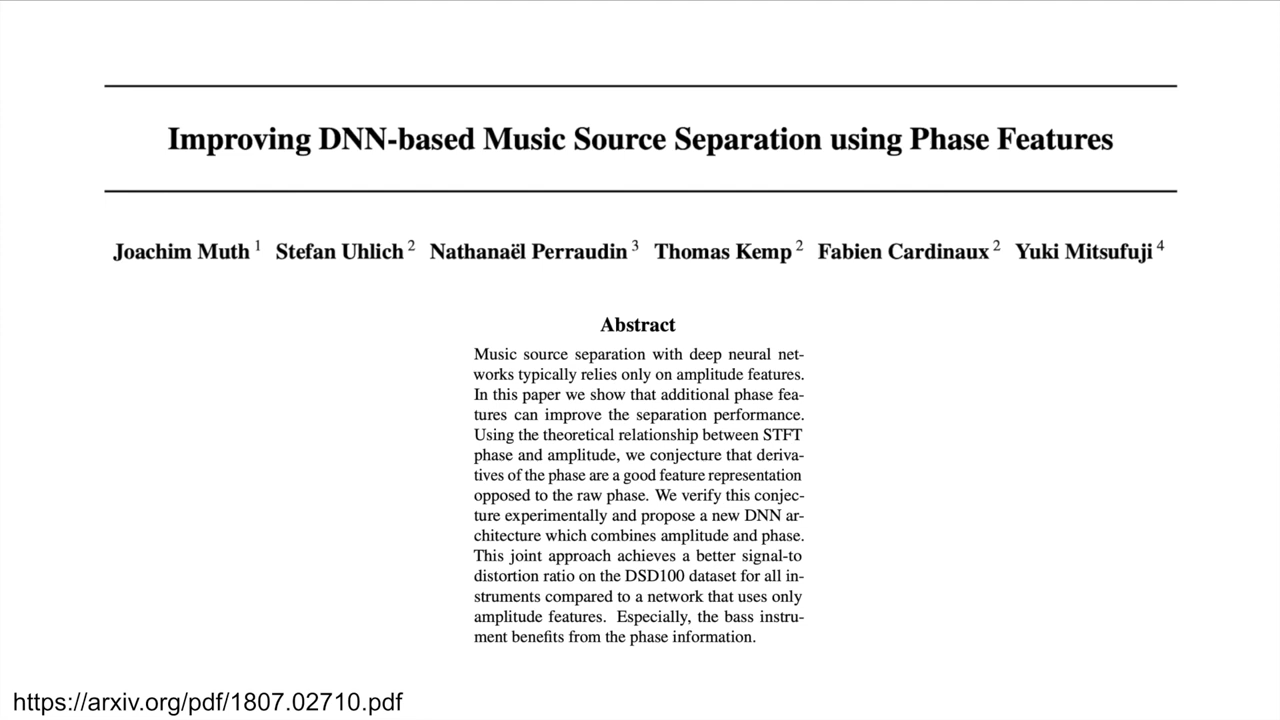 Improving DNN-based Music Source Separation using Phase Features
Joachim Muth 1 Stefan Uhlich 2 Nathanaël Perraudin 3 Thomas Kemp 2 Fabien Cardinaux 2 Yuki Mitsufuji 4
Abstract
Music source separation with deep neural net-
works typically relies only on amplitude features.
In this paper we show that additional phase fea-
tures can improve the separation performance.
Using the theoretical relationship between STFT
phase and amplitude, we conjecture that deriva-
tives of the phase are a good feature representation
opposed to the raw phase. We verify this conjec-
ture experimentally and propose a new DNN ar-
chitecture which combines amplitude and phase.
This joint approach achieves a better signal-to
distortion ratio on the DSD100 dataset for all in-
struments compared to a network that uses only
amplitude features. Especially, the bass instru-
ment benefits from the phase information.
https://arxiv.org/pdf/1807.02710.pdf